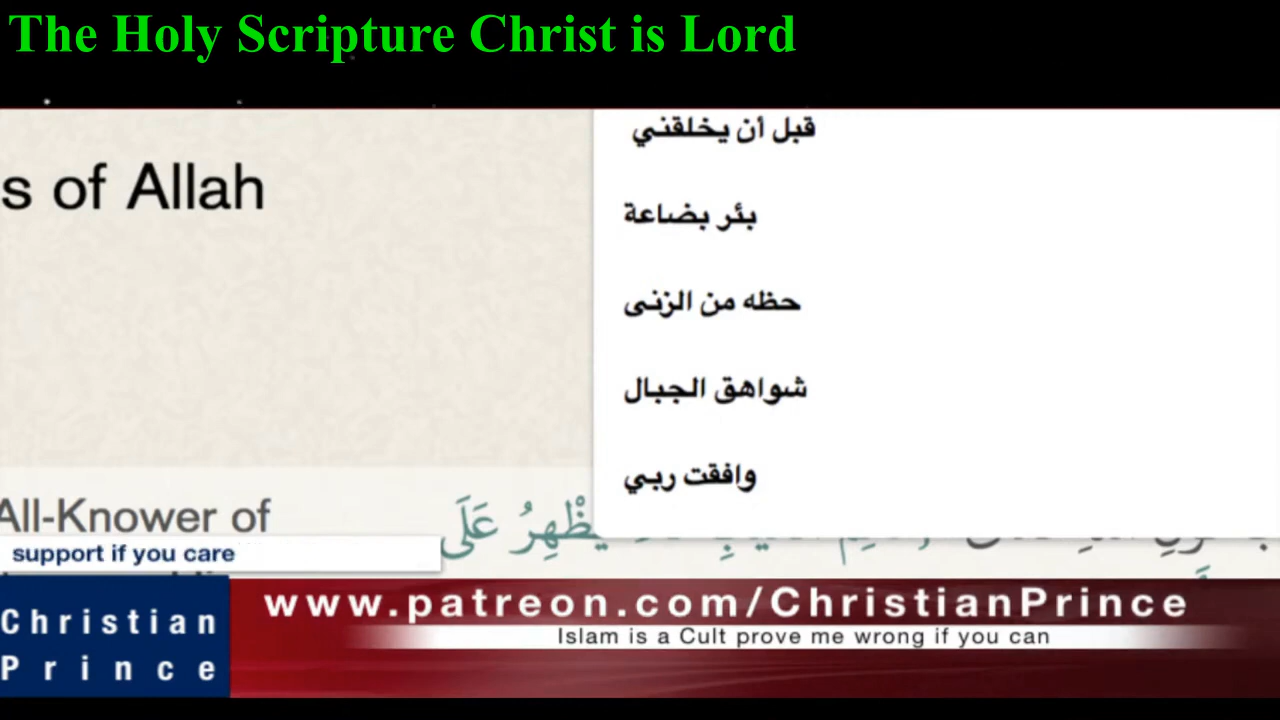 The Holy Scripture Christ is Lord
s of Allah
قبل أن يخلقني
بئر بضاعة
حظه من الزنى
شواهق الجبال
وافقت ربي
All-Knower of
يُظْهِرُ عَلَى
support if you care
Christian
Prince
www.patreon.com/ChristianPrince
Islam is a Cult prove me wrong if you can